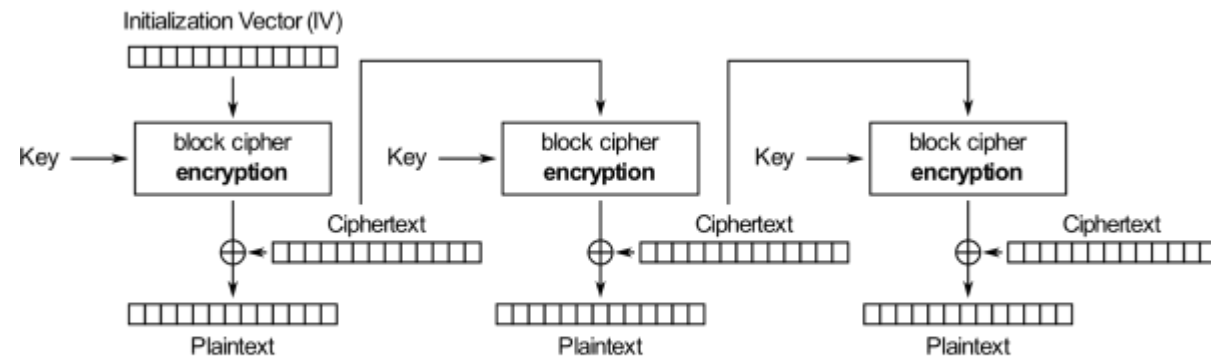 Initialization Vector (IV)
Key
block cipher
encryption
Ciphertext
Plaintext
Key
block cipher
encryption
Ciphertext
Plaintext
Key
block cipher
encryption
Ciphertext
Plaintext